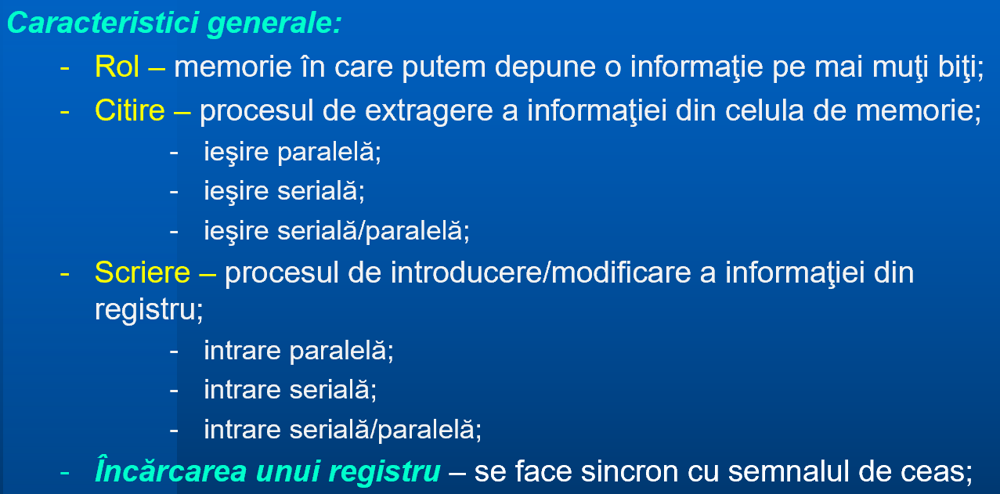 Caracteristici generale:
- Rol – memorie în care putem depune o informaţie pe mai muţi biţi;
- Citire – procesul de extragere a informaţiei din celula de memorie;
- ieşire paralelă;
- ieşire serială;
- ieşire serială/paralelă;
- Scriere – procesul de introducere/modificare a informaţiei din
registru;
- intrare paralelă;
- intrare serială;
- intrare serială/paralelă;
- Încărcarea unui registru – se face sincron cu semnalul de ceas;